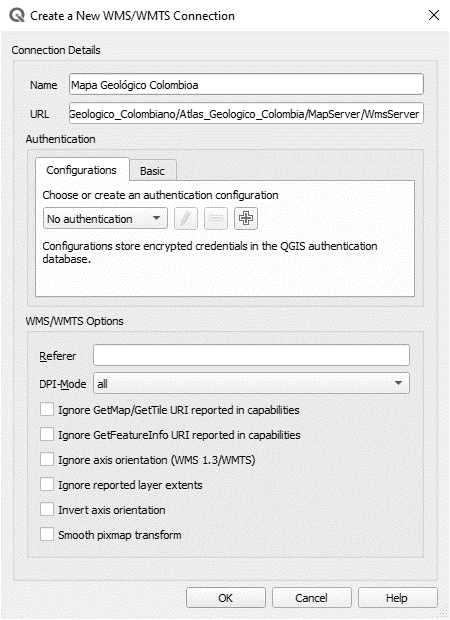 Create a New WMS/WMTS Connection
Connection Details
Name Mapa Geológico Colombioa
URL Geologico_Colombiano/Atlas_Geologico_Colombia/MapServer/WmsServer
Authentication
Configurations Basic
Choose or create an authentication configuration
No authentication
Configurations store encrypted credentials in the QGIS authentication
database.
WMS/WMTS Options
Referer
DPI-Mode all
Ignore GetMap/GetTile URI reported in capabilities
Ignore GetFeatureInfo URI reported in capabilities
Ignore axis orientation (WMS 1.3/WMTS)
Ignore reported layer extents
Invert axis orientation
Smooth pixmap transform
OK Cancel Help